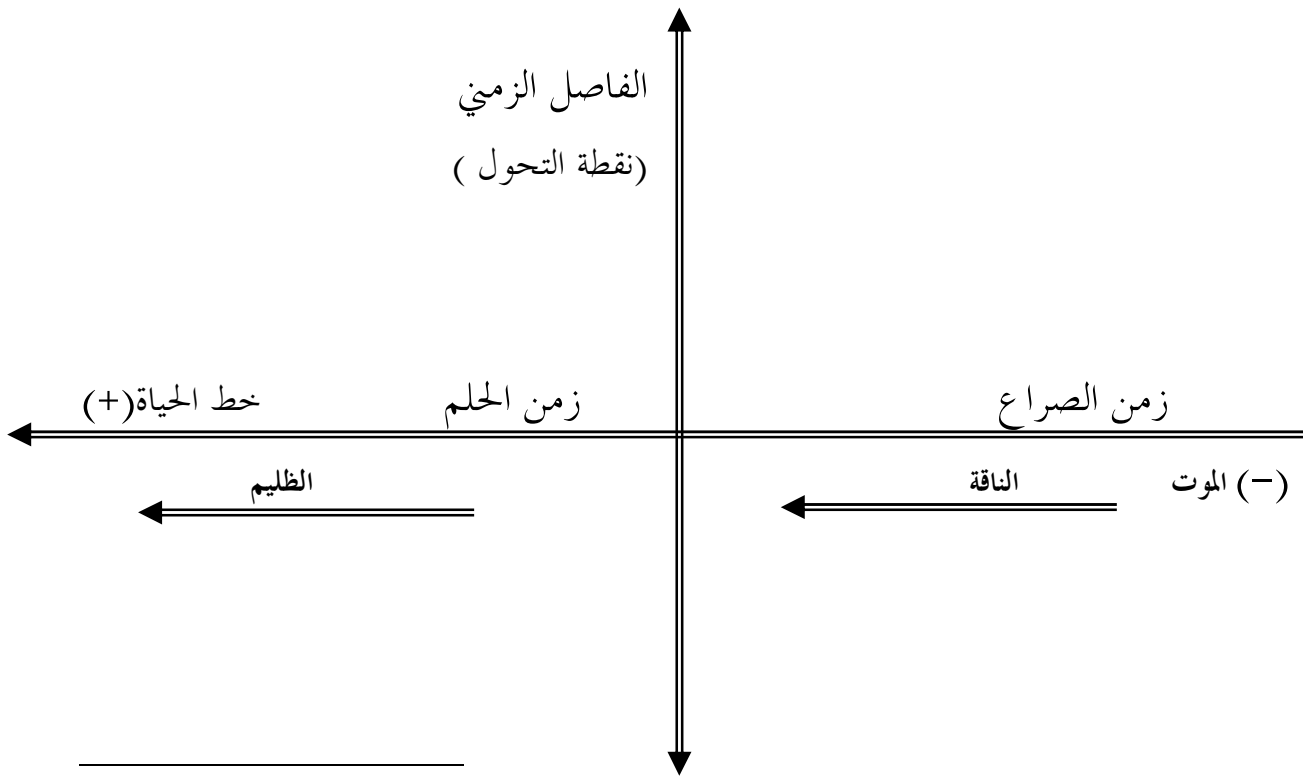 الفاصل الزمني
(نقطة التحول )
زمن الصراع زمن الحلم خط الحياة(+)
(–) الموت الناقة الظليم